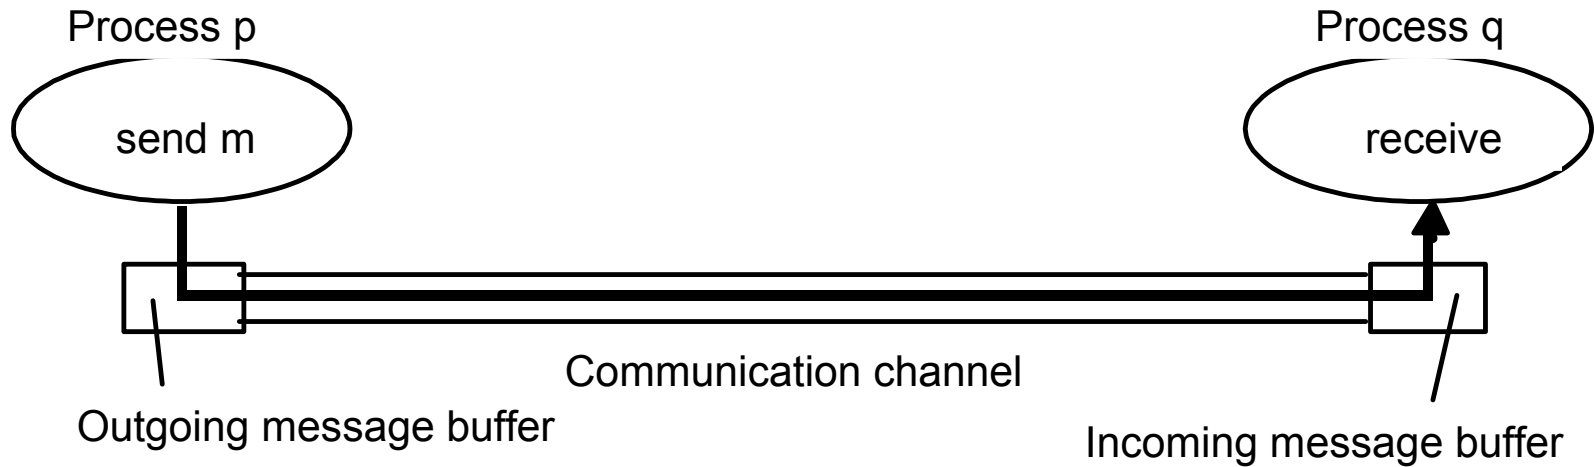 Process p
Process q
send m
receive
Communication channel
Outgoing message buffer
Incoming message buffer